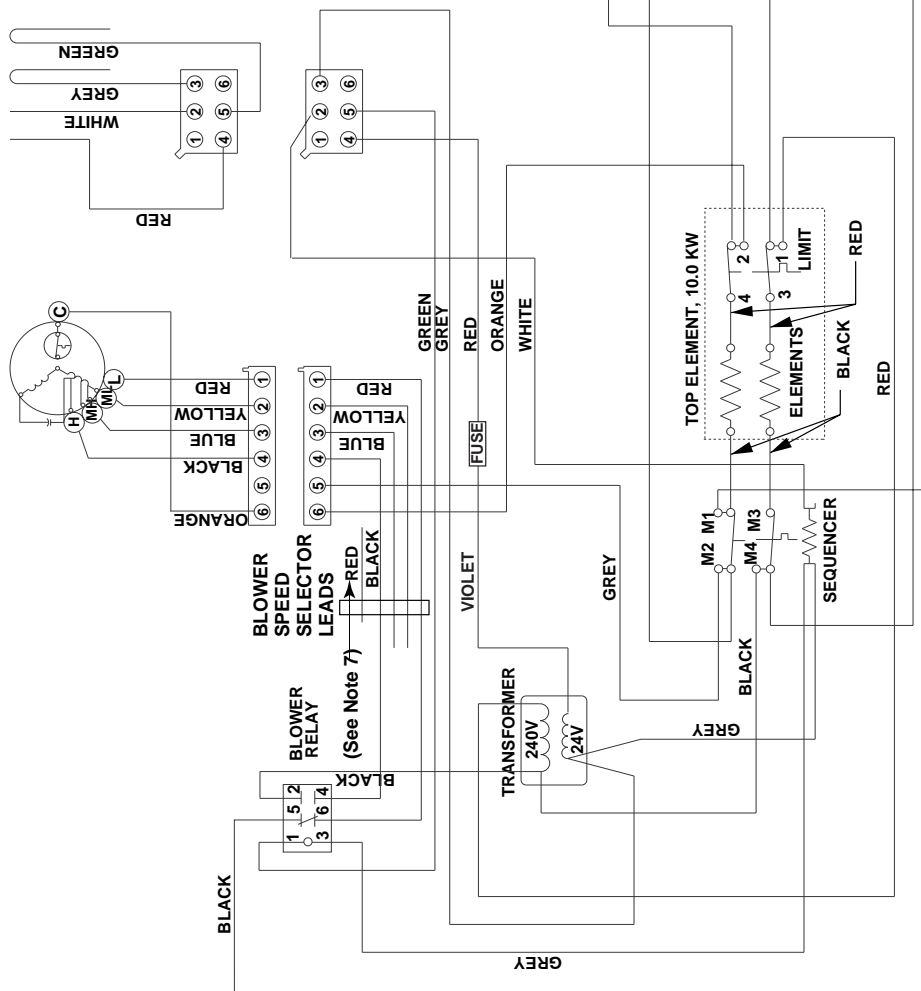 GREEN
GREY
WHITE
RED
3 6
2 5
1 4
3 6
2 5
1 4
C
H
MH
ML
L
RED
YELLOW
BLUE
BLACK
ORANGE
1
2
3
4
5
6
1
2
3
4
5
6
RED
YELLOW
BLUE
BLOWER
SPEED
SELECTOR
LEADS
RED
BLACK
(See Note 7)
GREEN
GREY
RED
ORANGE
WHITE
FUSE
VIOLET
BLOWER
RELAY
BLACK
1 5 2
3 6 4
BLACK
GREY
TRANSFORMER
240V
24V
GREY
GREY
BLACK
TOP ELEMENT, 10.0 KW
4 2
3 1
LIMIT
ELEMENTS
RED
BLACK
RED
M2 M1
M4 M3
SEQUENCER